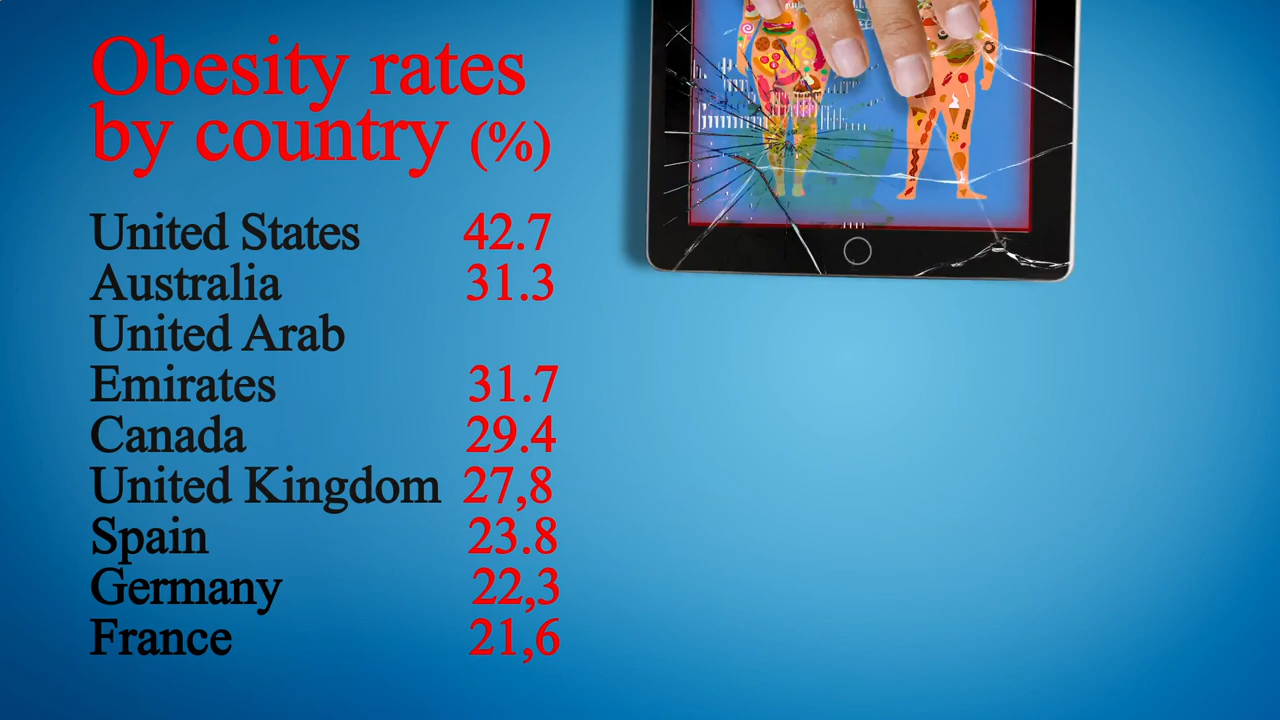 Obesity rates
by country (%)
United States 42.7
Australia 31.3
United Arab
Emirates 31.7
Canada 29.4
United Kingdom 27,8
Spain 23.8
Germany 22,3
France 21,6